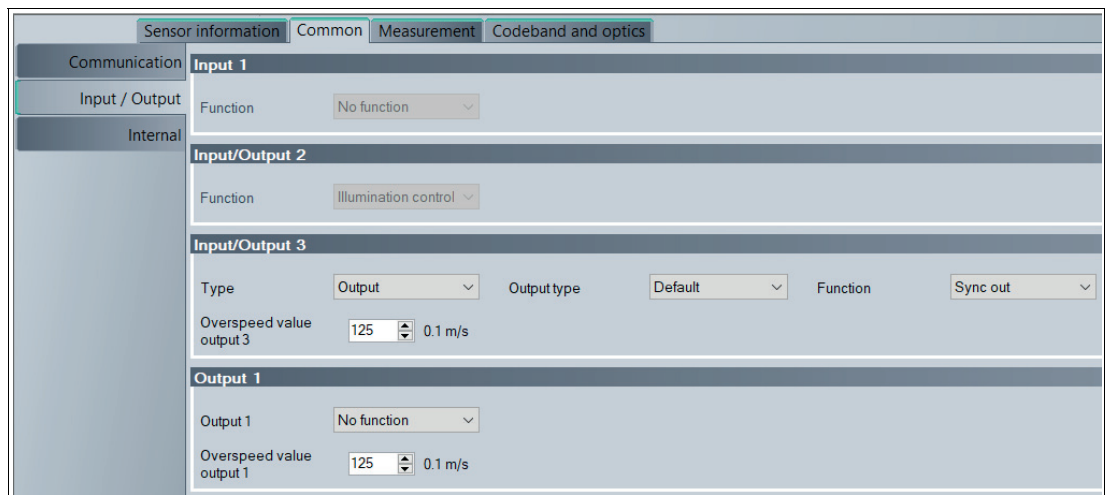 Sensor information Common Measurement Codeband and optics
Communication
Input / Output
Internal
Input 1
Function No function
Input/Output 2
Function Illumination control
Input/Output 3
Type Output Output type Default Function Sync out
Overspeed value
output 3
125 0.1 m/s
Output 1
Output 1 No function
Overspeed value
output 1
125 0.1 m/s